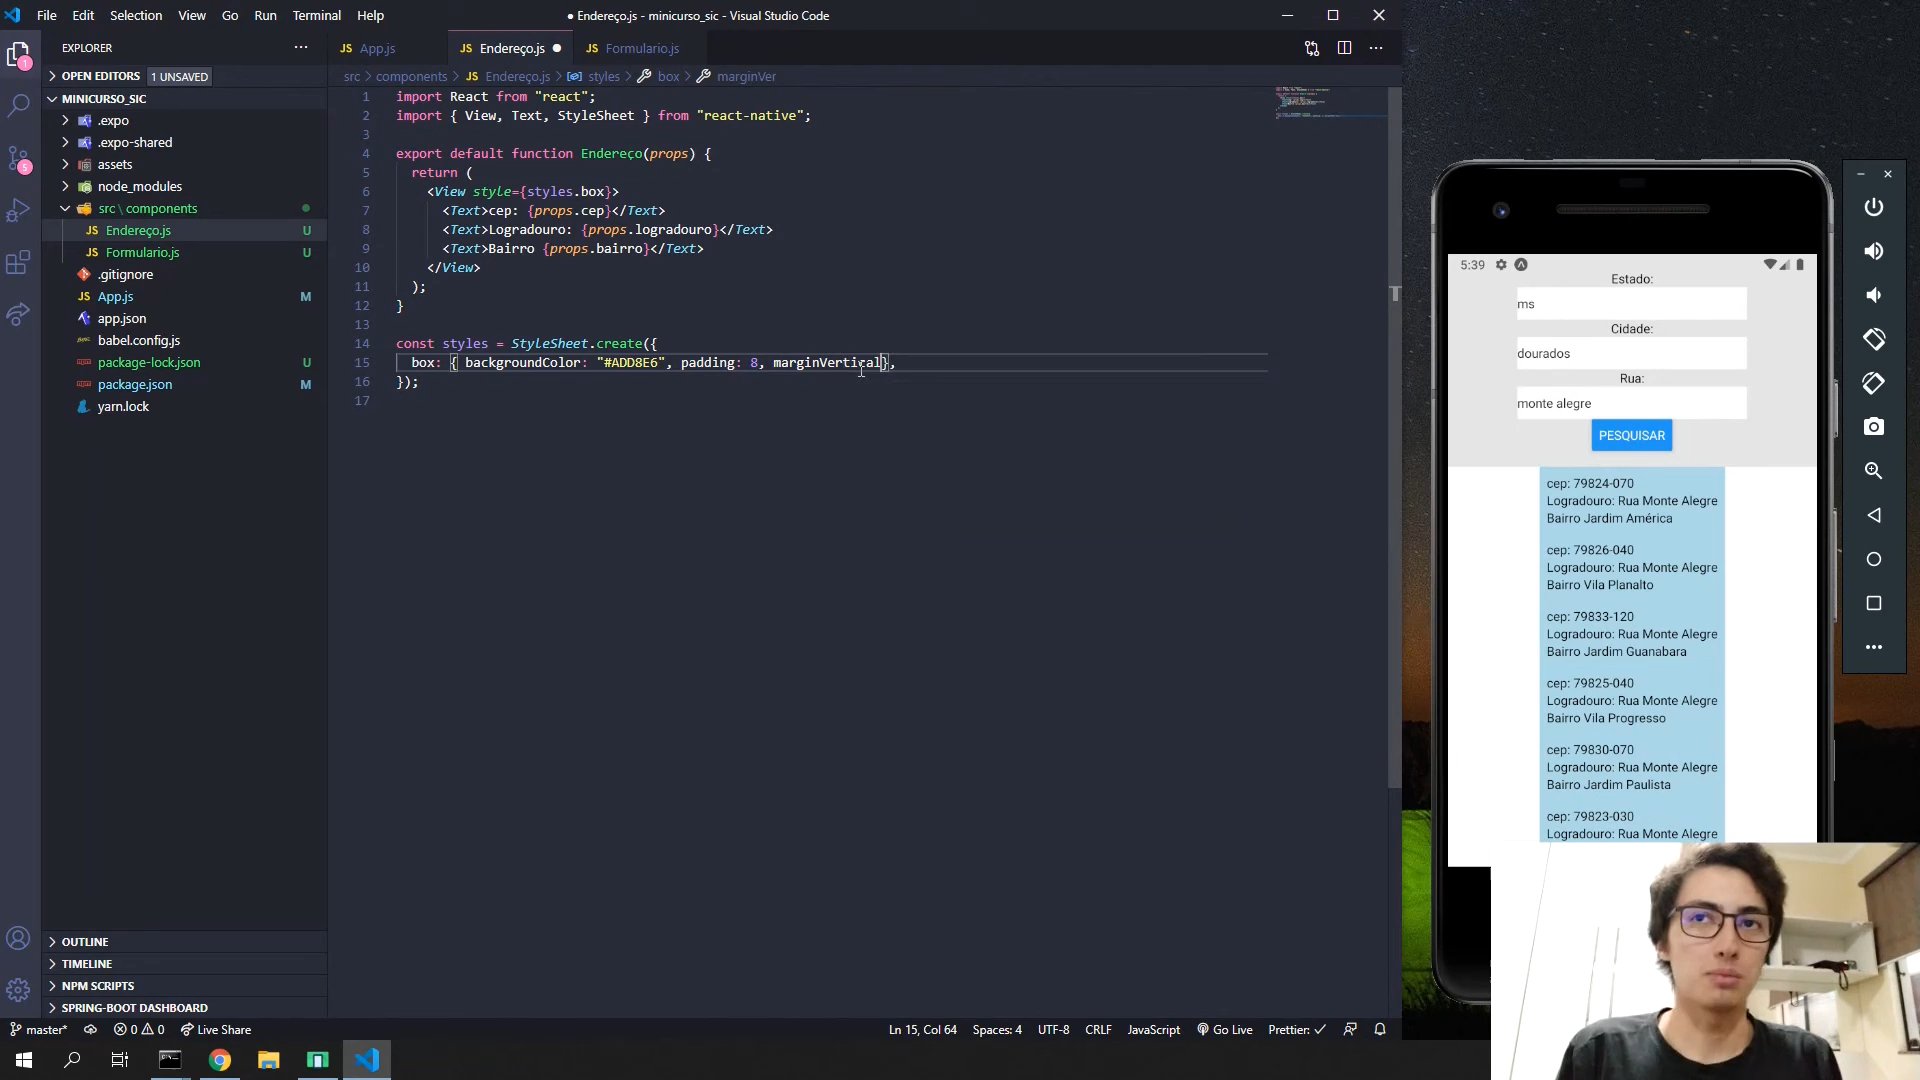 File Edit Selection View Go Run Terminal Help
● Endereço.js - minicurso_sic - Visual Studio Code
EXPLORER
OPEN EDITORS 1 UNSAVED
MINICURSO_SIC
.expo
.expo-shared
assets
node_modules
src \ components
JS Endereço.js U
JS Formulario.js U
.gitignore
App.js M
app.json
babel.config.js
package-lock.json
package.json
yarn.lock
OUTLINE
TIMELINE
NPM SCRIPTS
SPRING-BOOT DASHBOARD
1
5
JS App.js
JS Endereço.js ●
JS Formulario.js
src > components > JS Endereço.js > styles > box > marginVer
1 import React from "react";
2 import { View, Text, StyleSheet } from "react-native";
3
4 export default function Endereço(props) {
5 return (
6 <View style={styles.box}>
7 <Text>cep: {props.cep}</Text>
8 <Text>Logradouro: {props.logradouro}</Text>
9 <Text>Bairro {props.bairro}</Text>
10 </View>
11 );
12 }
13
14 const styles = StyleSheet.create({
15 box: { backgroundColor: "#ADD8E6", padding: 8, marginVertical},
16 });
17
5:39
Estado:
ms
Cidade:
dourados
Rua:
monte alegre
PESQUISAR
cep: 79824-070
Logradouro: Rua Monte Alegre
Bairro Jardim América
cep: 79826-040
Logradouro: Rua Monte Alegre
Bairro Vila Planalto
cep: 79833-120
Logradouro: Rua Monte Alegre
Bairro Jardim Guanabara
cep: 79825-040
Logradouro: Rua Monte Alegre
Bairro Vila Progresso
cep: 79830-070
Logradouro: Rua Monte Alegre
Bairro Jardim Paulista
cep: 79823-030
Logradouro: Rua Monte Alegre
master* 0 0 Live Share
Ln 15, Col 64 Spaces: 4 UTF-8 CRLF JavaScript Go Live Prettier: ✓